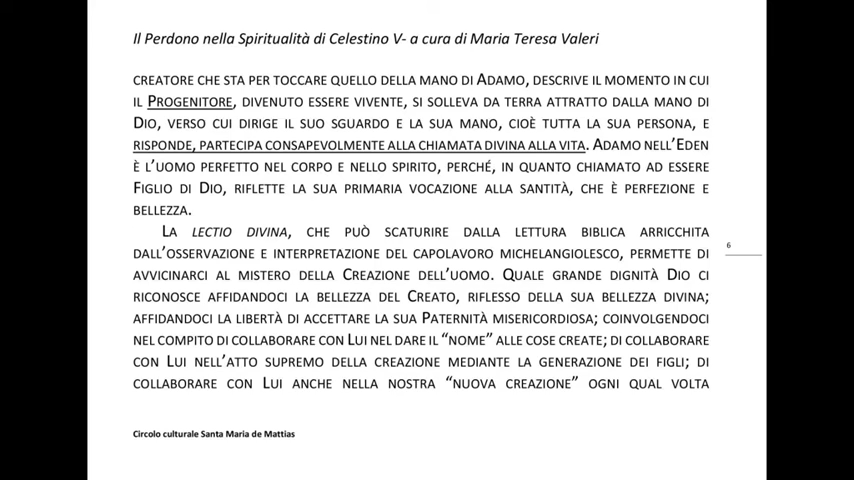 Il Perdono nella Spiritualità di Celestino V- a cura di Maria Teresa Valeri
CREATORE CHE STA PER TOCCARE QUELLO DELLA MANO DI ADAMO, DESCRIVE IL MOMENTO IN CUI
IL PROGENITORE, DIVENUTO ESSERE VIVENTE, SI SOLLEVA DA TERRA ATTRATTO DALLA MANO DI
DIO, VERSO CUI DIRIGE IL SUO SGUARDO E LA SUA MANO, CIOÈ TUTTA LA SUA PERSONA, E
RISPONDE, PARTECIPA CONSAPEVOLMENTE ALLA CHIAMATA DIVINA ALLA VITA. ADAMO NELL'EDEN
È L'UOMO PERFETTO NEL CORPO E NELLO SPIRITO, PERCHÉ, IN QUANTO CHIAMATO AD ESSERE
FIGLIO DI DIO, RIFLETTE LA SUA PRIMARIA VOCAZIONE ALLA SANTITÀ, CHE È PERFEZIONE E
BELLEZZA.
LA LECTIO DIVINA, CHE PUÒ SCATURIRE DALLA LETTURA BIBLICA ARRICCHITA
DALL'OSSERVAZIONE E INTERPRETAZIONE DEL CAPOLAVORO MICHELANGIOLESCO, PERMETTE DI
AVVICINARCI AL MISTERO DELLA CREAZIONE DELL'UOMO. QUALE GRANDE DIGNITÀ DIO CI
RICONOSCE AFFIDANDOCI LA BELLEZZA DEL CREATO, RIFLESSO DELLA SUA BELLEZZA DIVINA;
AFFIDANDOCI LA LIBERTÀ DI ACCETTARE LA SUA PATERNITÀ MISERICORDIOSA; COINVOLGENDOCI
NEL COMPITO DI COLLABORARE CON LUI NEL DARE IL “NOME” ALLE COSE CREATE; DI COLLABORARE
CON LUI NELL'ATTO SUPREMO DELLA CREAZIONE MEDIANTE LA GENERAZIONE DEI FIGLI; DI
COLLABORARE CON LUI ANCHE NELLA NOSTRA “NUOVA CREAZIONE” OGNI QUAL VOLTA
6
Circolo culturale Santa Maria de Mattias